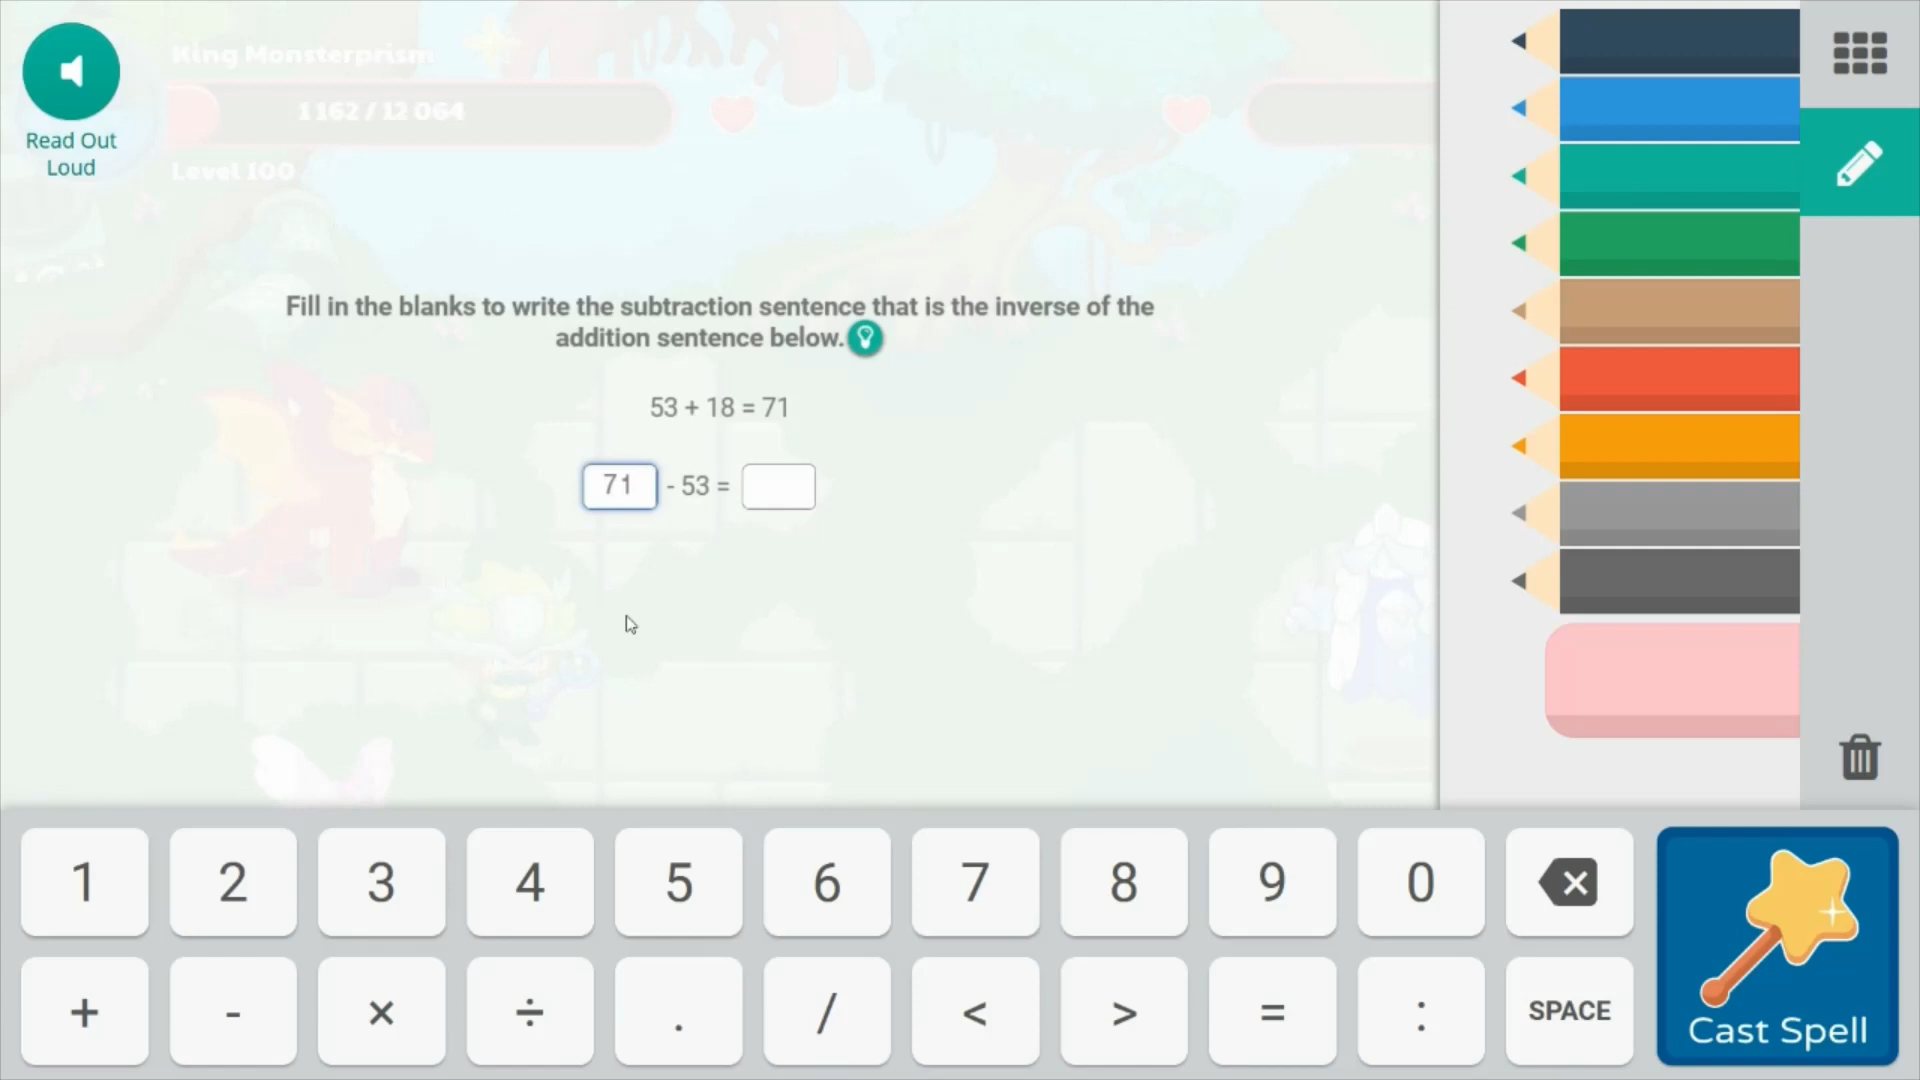 King Monsterprism
1 162 / 12 064
Level 100
Read Out
Loud
Fill in the blanks to write the subtraction sentence that is the inverse of the
addition sentence below.
53 + 18 = 71
71 - 53 =
1 2 3 4 5 6 7 8 9 0
+ - × ÷ . / < > = : SPACE
Cast Spell